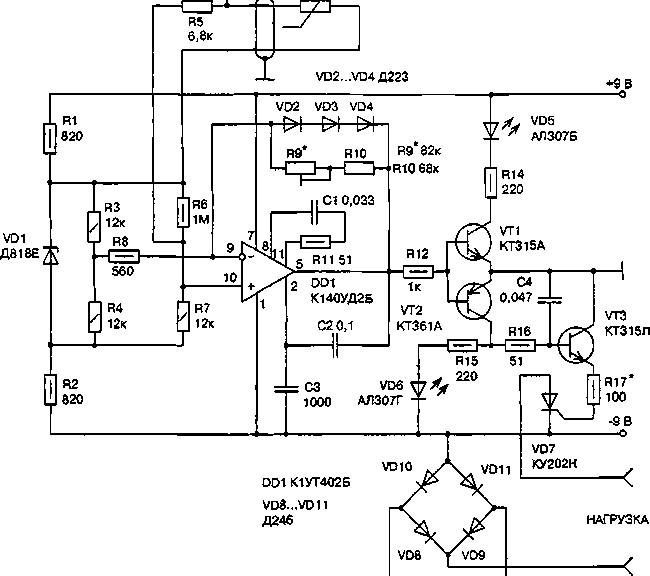 R5
6,8к
VD2...VD4 Д223
+9 В
R1
820
VD2 VD3 VD4
VD5
АЛ307Б
R9* R10 R9* 82к
R10 68к
R14
220
R3
12к
R6
1М
C1 0,033
VD1
Д818Е
R8
560
7
8
11
9
10
5
2
1
R11 51
DD1
К140УД2Б
R12
1к
VT1
КТ315А
C4
0,047
VT2
КТ361А
VT3
КТ315Л
R4
12к
R7
12к
C2 0,1
R16
51
R15
220
R2
820
C3
1000
VD6
АЛ307Г
R17*
100
-9 В
VD7
КУ202Н
DD1 К1УТ402Б
VD8...VD11
Д246
VD10 VD11
VD8 VD9
НАГРУЗКА